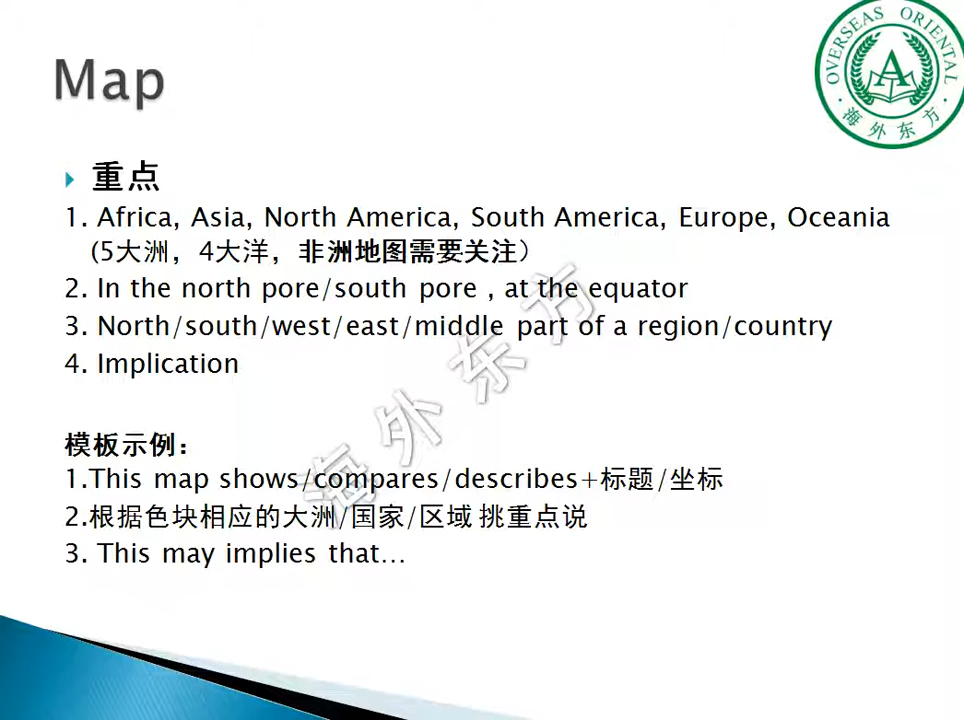 Map
OVERSEAS ORIENTAL
海外东方
重点
1. Africa, Asia, North America, South America, Europe, Oceania
(5大洲，4大洋，非洲地图需要关注）
2. In the north pore/south pore , at the equator
3. North/south/west/east/middle part of a region/country
4. Implication
海外东方
模板示例：
1.This map shows/compares/describes+标题/坐标
2.根据色块相应的大洲/国家/区域 挑重点说
3. This may implies that…